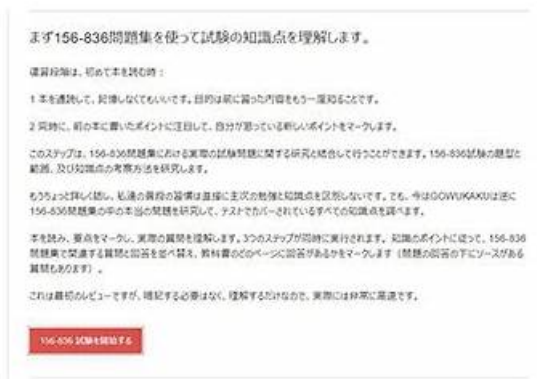 まず156-836問題集を使って試験の知識点を理解します。
復習段階は、初めて本を読む時：
1 本を通読して、記憶しなくてもいいです。目的は前に習った内容をもう一度知ることです。
2 同時に、前の本に書いたポイントに注目して、自分が思っている新しいポイントをマークします。
このステップは、156-836問題集における実際の試験問題に関する研究と結合して行うことができます。156-836試験の題型と
範囲、及び知識点の考察方法を研究します。
もうちょっと詳しく話し、私達の普段の習慣は直接に主次の勉強と知識点を区別しないです。でも、今はGOWUKAKUは逆に
156-836問題集の中の本当の問題を研究して、テストでカバーされているすべての知識点を調べます。
本を読み、要点をマークし、実際の質問を理解します。3つのステップが同時に実行されます。 知識のポイントに従って、156-836
問題集で関連する質問と回答を並べ替え、教科書のどのページに回答があるかをマークします（問題の回答の下にソースがある
質問もあります）。
これは最初のレビューですが、暗記する必要はなく、理解するだけなので、実際には非常に高速です。
156-836 試験を開始する